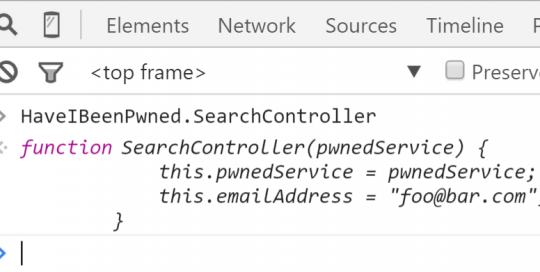 Elements Network Sources Timeline
<top frame> ▼ Preserve
> HaveIBeenPwned.SearchController
function SearchController(pwnedService) {
this.pwnedService = pwnedService;
this.emailAddress = "foo@bar.com"
}
>